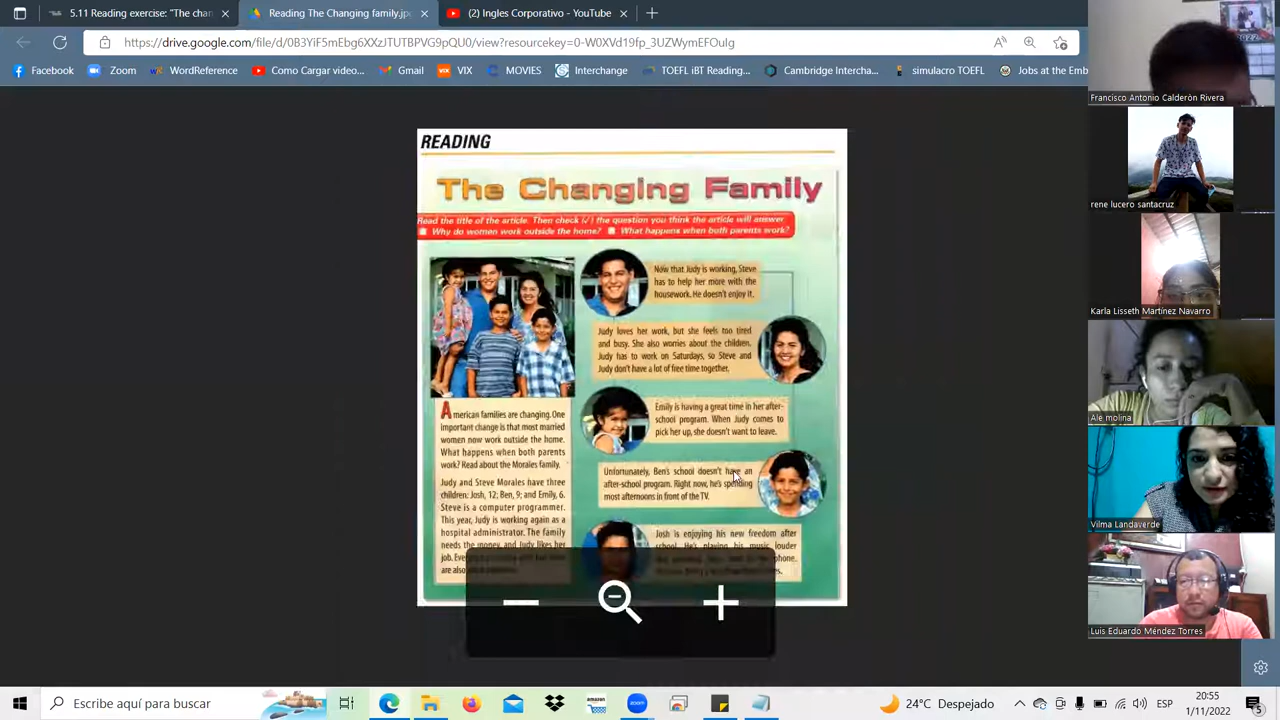 5.11 Reading exercise: "The chan
Reading The Changing family.jp
(2) Ingles Corporativo - YouTube
https://drive.google.com/file/d/0B3YiF5mEbg6XXzJTUTBPVG9PQU0/view?resourcekey=0-W0XVd19fp_3UZWymEFOuIg
Facebook
Zoom
WordReference
Como Cargar video...
Gmail
VIX
MOVIES
Interchange
TOEFL iBT Reading...
Cambridge Intercha...
simulacro TOEFL
Jobs at the Emb
READING
The Changing Family
Read the title of the article. Then check (✓) the question you think the article will answer
Why do women work outside the home? What happens when both parents work?
American families are changing. One
important change is that most married
women now work outside the home.
What happens when both parents
work? Read about the Morales family.
Judy and Steve Morales have three
children: Josh, 12; Ben, 9; and Emily, 6.
Steve is a computer programmer.
This year, Judy is working again as a
hospital administrator. The family
needs the money, and Judy likes her
job.
are also
Now that Judy is working, Steve
has to help her more with the
housework. He doesn't enjoy it.
Judy loves her work, but she feels too tired
and busy. She also worries about the children.
Judy has to work on Saturdays, so Steve and
Judy don't have a lot of free time together.
Emily is having a great time in her after-
school program. When Judy comes to
pick her up, she doesn't want to leave.
Unfortunately, Ben's school doesn't have an
after-school program. Right now, he's spending
most afternoons in front of the TV.
Josh is enjoying his new freedom after
school. He's playing his music louder
phone.
Francisco Antonio Calderón Rivera
rene lucero santacruz
Karla Lisseth Martínez Navarro
Ale molina
Vilma Landaverde
Luis Eduardo Méndez Torres
Escribe aquí para buscar
amazon
zoom
24°C Despejado
ESP
20:55
1/11/2022
5